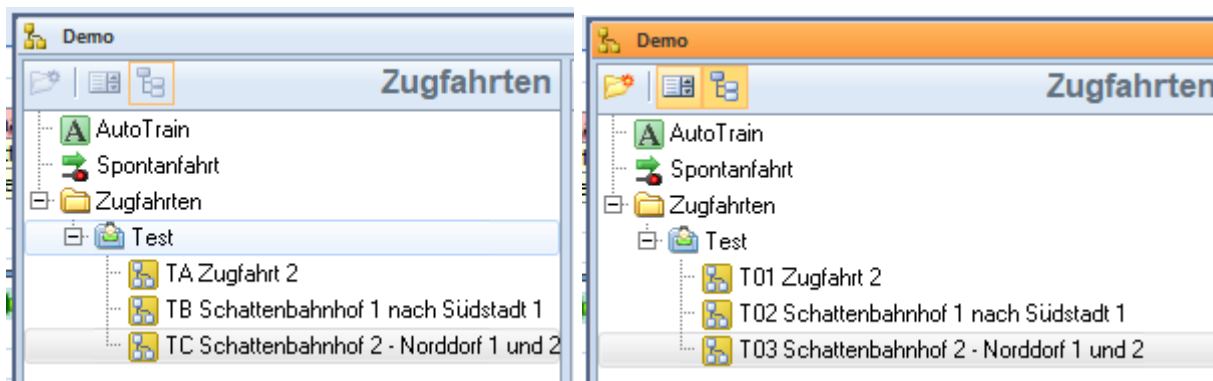 Demo
Zugfahrten
AutoTrain
Spontanfahrt
Zugfahrten
Test
TA Zugfahrt 2
TB Schattenbahnhof 1 nach Südstadt 1
TC Schattenbahnhof 2 - Norddorf 1 und 2
Demo
Zugfahrten
AutoTrain
Spontanfahrt
Zugfahrten
Test
T01 Zugfahrt 2
T02 Schattenbahnhof 1 nach Südstadt 1
T03 Schattenbahnhof 2 - Norddorf 1 und 2